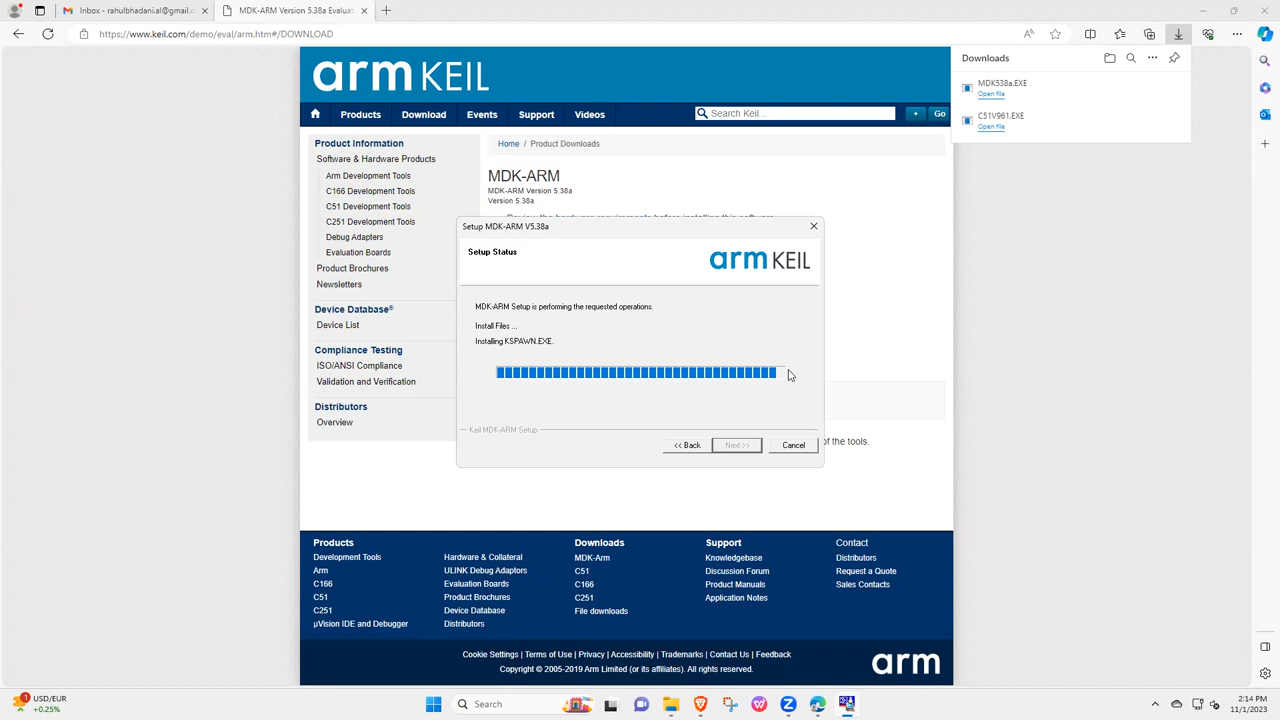 rahulbhadani.al@gmail.c
MDK-ARM Version 5.38a Evaluat
https://www.keil.com/demo/eval/arm.htm#/DOWNLOAD
Downloads
MDK538a.EXE
Open file
C51V961.EXE
Open file
arm KEIL
Products
Download
Events
Support
Videos
Search Keil...
+
Go
Product Information
Software & Hardware Products
Arm Development Tools
C166 Development Tools
C51 Development Tools
C251 Development Tools
Debug Adapters
Evaluation Boards
Product Brochures
Newsletters
Device Database®
Device List
Compliance Testing
ISO/ANSI Compliance
Validation and Verification
Distributors
Overview
Home / Product Downloads
MDK-ARM
MDK-ARM Version 5.38a
Version 5.38a
Review the hardware requirements before installing this software.
of the tools.
Setup MDK-ARM V5.38a
Setup Status
arm KEIL
MDK-ARM Setup is performing the requested operations.
Install Files ...
Installing KSPAWN.EXE.
Keil MDK-ARM Setup
<< Back
Next >>
Cancel
Products
Development Tools
Arm
C166
C51
C251
µVision IDE and Debugger
Hardware & Collateral
ULINK Debug Adaptors
Evaluation Boards
Product Brochures
Device Database
Distributors
Downloads
MDK-Arm
C51
C166
C251
File downloads
Support
Knowledgebase
Discussion Forum
Product Manuals
Application Notes
Contact
Distributors
Request a Quote
Sales Contacts
Cookie Settings | Terms of Use | Privacy | Accessibility | Trademarks | Contact Us | Feedback
Copyright © 2005-2019 Arm Limited (or its affiliates). All rights reserved.
arm
1
USD/EUR
+0.25%
Search
2:14 PM
11/1/2023